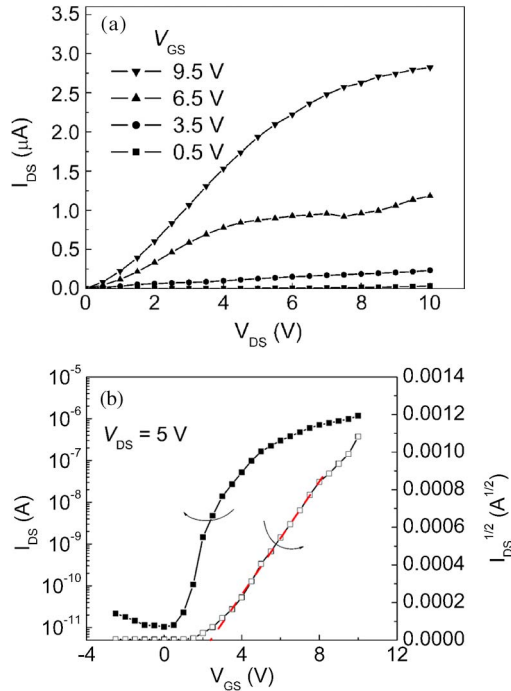 (a)
V_GS
9.5 V
6.5 V
3.5 V
0.5 V
3.5
3.0
2.5
2.0
1.5
1.0
0.5
0.0
I_DS (μA)
0 2 4 6 8 10
V_DS (V)
(b)
V_DS = 5 V
10^-5
10^-6
10^-7
10^-8
10^-9
10^-10
10^-11
I_DS (A)
0.0014
0.0012
0.0010
0.0008
0.0006
0.0004
0.0002
0.0000
I_DS^1/2 (A^1/2)
-4 0 4 8 12
V_GS (V)